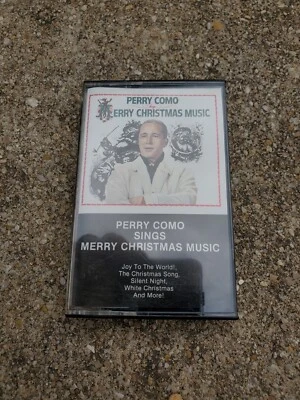 PERRY COMO
MERRY CHRISTMAS MUSIC
PERRY COMO
SINGS
MERRY CHRISTMAS MUSIC
Joy To The World!,
The Christmas Song,
Silent Night,
White Christmas
And More!